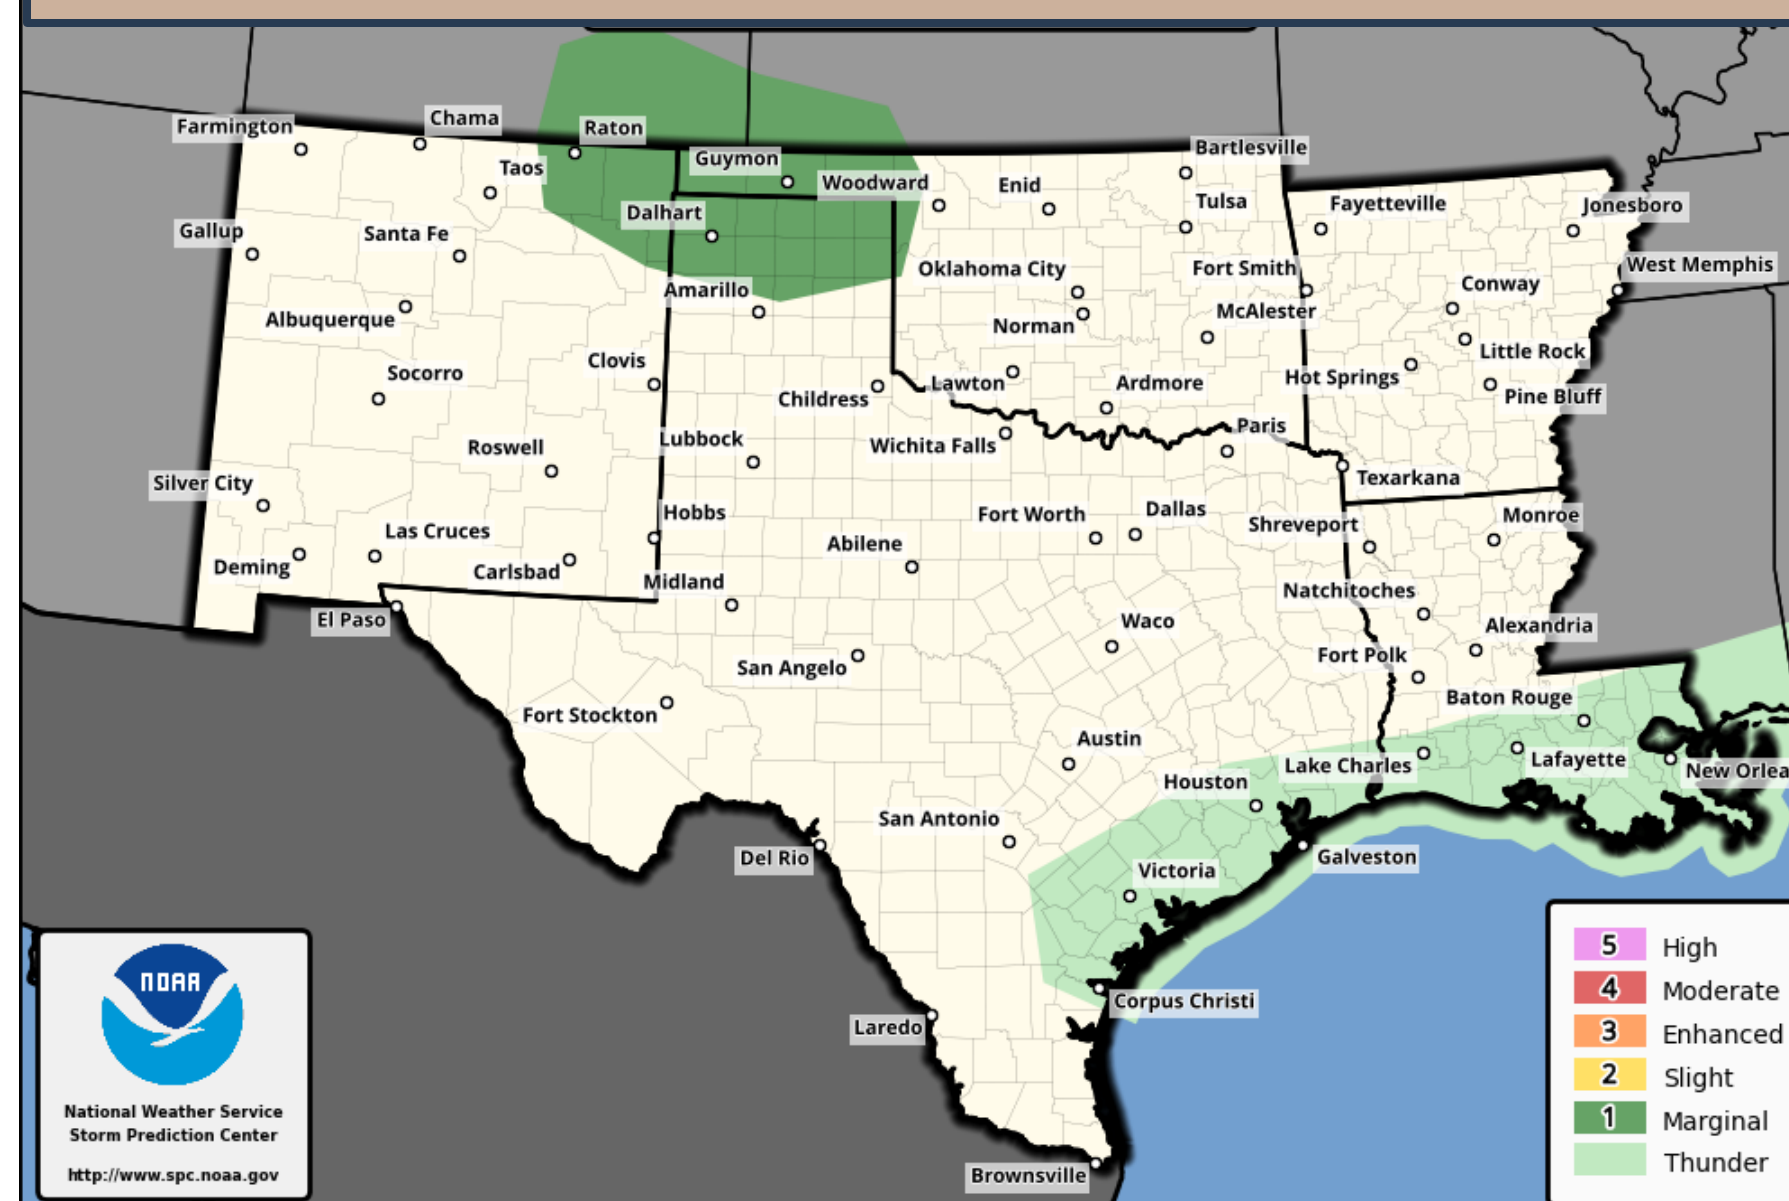 Farmington
Chama
Raton
Taos
Guymon
Woodward
Enid
Bartlesville
Tulsa
Fayetteville
Jonesboro
Gallup
Santa Fe
Dalhart
Oklahoma City
Fort Smith
West Memphis
Conway
Albuquerque
Amarillo
Norman
McAlester
Little Rock
Socorro
Clovis
Childress
Lawton
Ardmore
Hot Springs
Pine Bluff
Roswell
Lubbock
Wichita Falls
Paris
Texarkana
Silver City
Las Cruces
Hobbs
Fort Worth
Dallas
Shreveport
Monroe
Deming
Carlsbad
Midland
Abilene
Natchitoches
El Paso
Waco
Alexandria
San Angelo
Fort Polk
Fort Stockton
Baton Rouge
Austin
Houston
Lake Charles
Lafayette
New Orlea
San Antonio
Del Rio
Galveston
Victoria
Corpus Christi
Laredo
Brownsville
NOAA
National Weather Service
Storm Prediction Center
http://www.spc.noaa.gov
5 High
4 Moderate
3 Enhanced
2 Slight
1 Marginal
Thunder